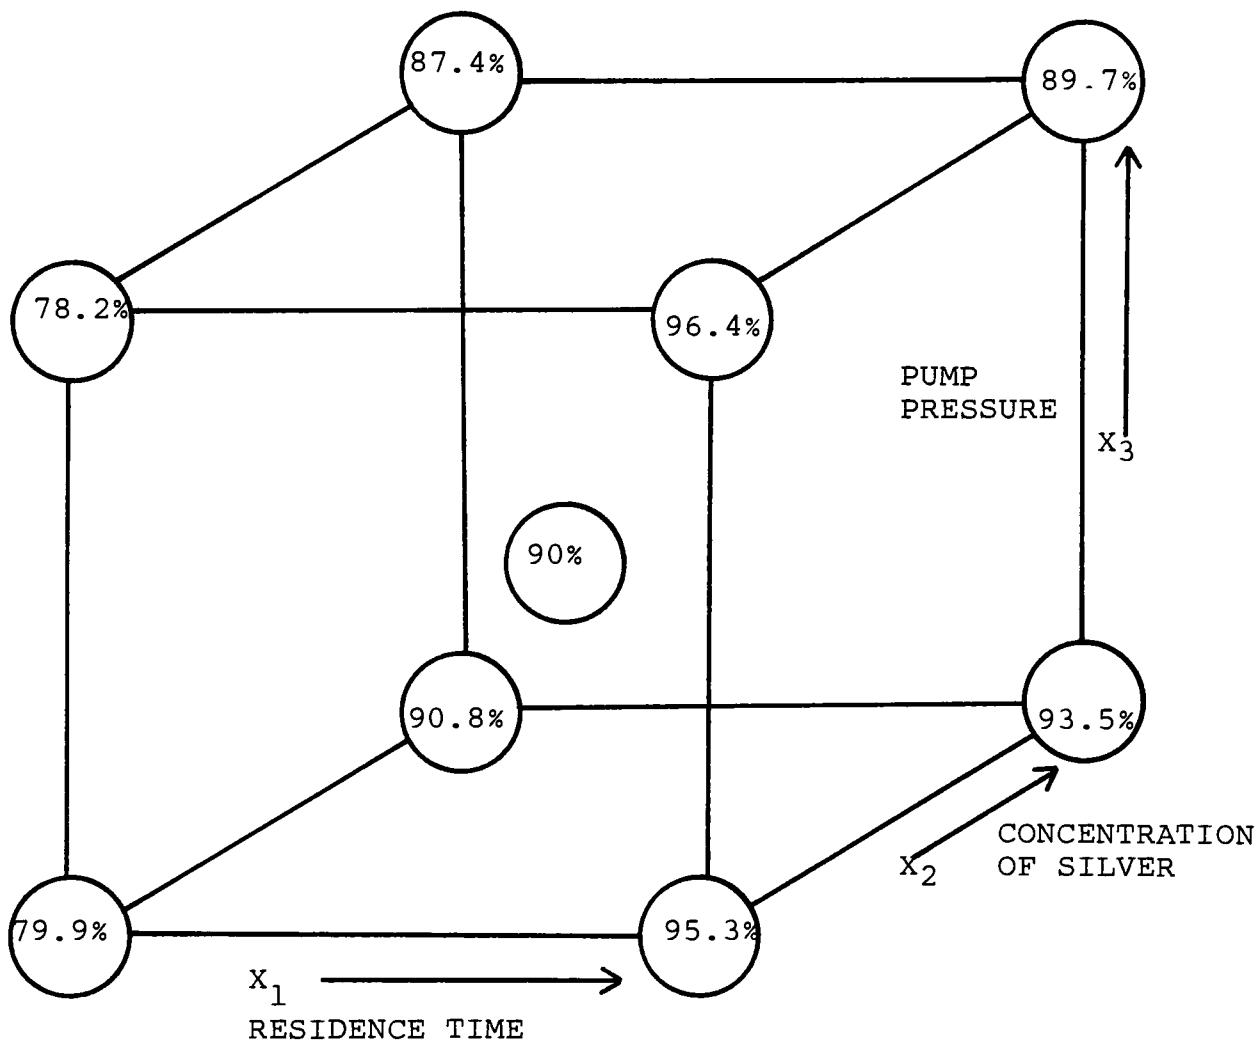 87.4%
89.7%
78.2%
96.4%
PUMP
PRESSURE
X3
90%
90.8%
93.5%
CONCENTRATION
OF SILVER
X2
79.9%
95.3%
X1
RESIDENCE TIME